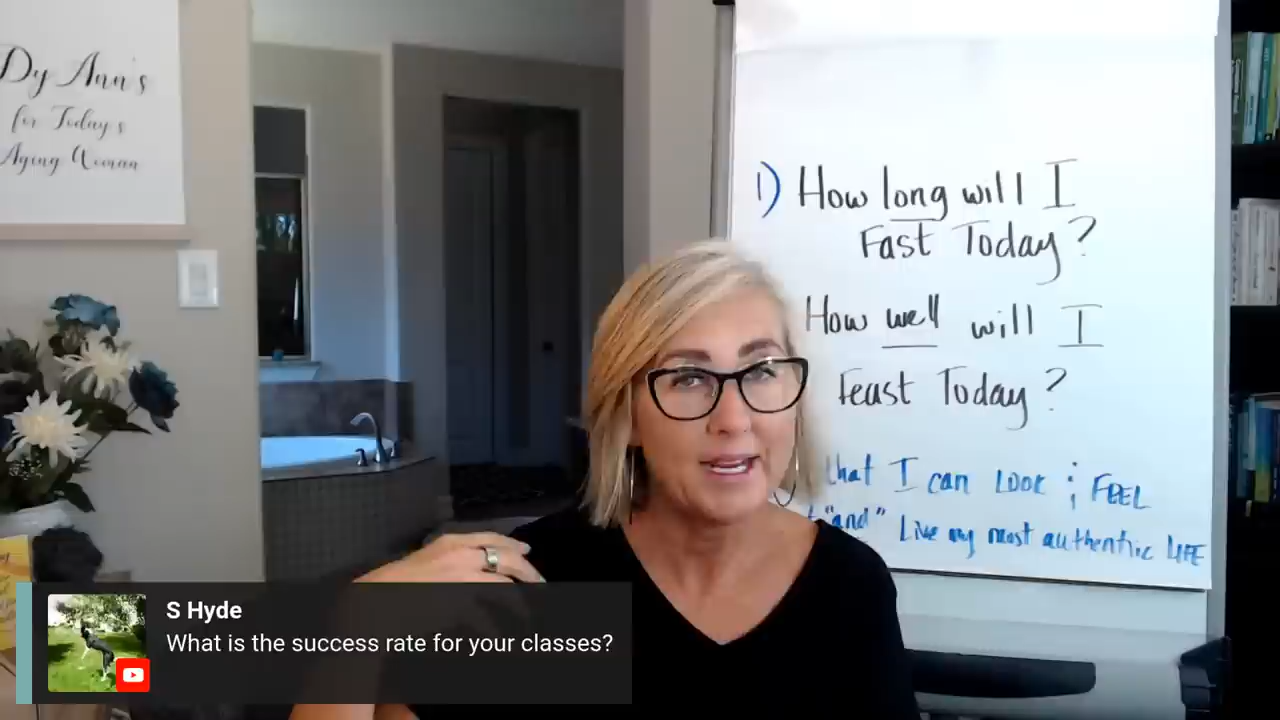 Dy Ann's
for Today's
Aging Woman
1) How long will I
Fast Today?
How well will I
Feast Today?
that I can Look ; FEEL
"and" Live my most authentic LIFE
S Hyde
What is the success rate for your classes?